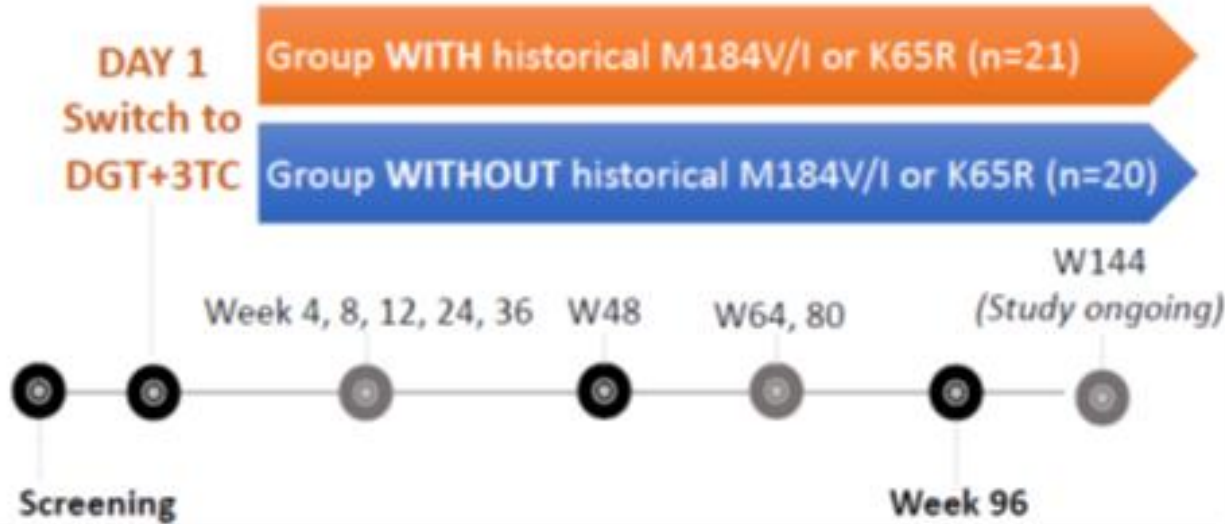 DAY 1
Switch to
DGT+3TC
Group WITH historical M184V/I or K65R (n=21)
Group WITHOUT historical M184V/I or K65R (n=20)
Week 4, 8, 12, 24, 36
W48
W64, 80
W144
(Study ongoing)
Screening
Week 96